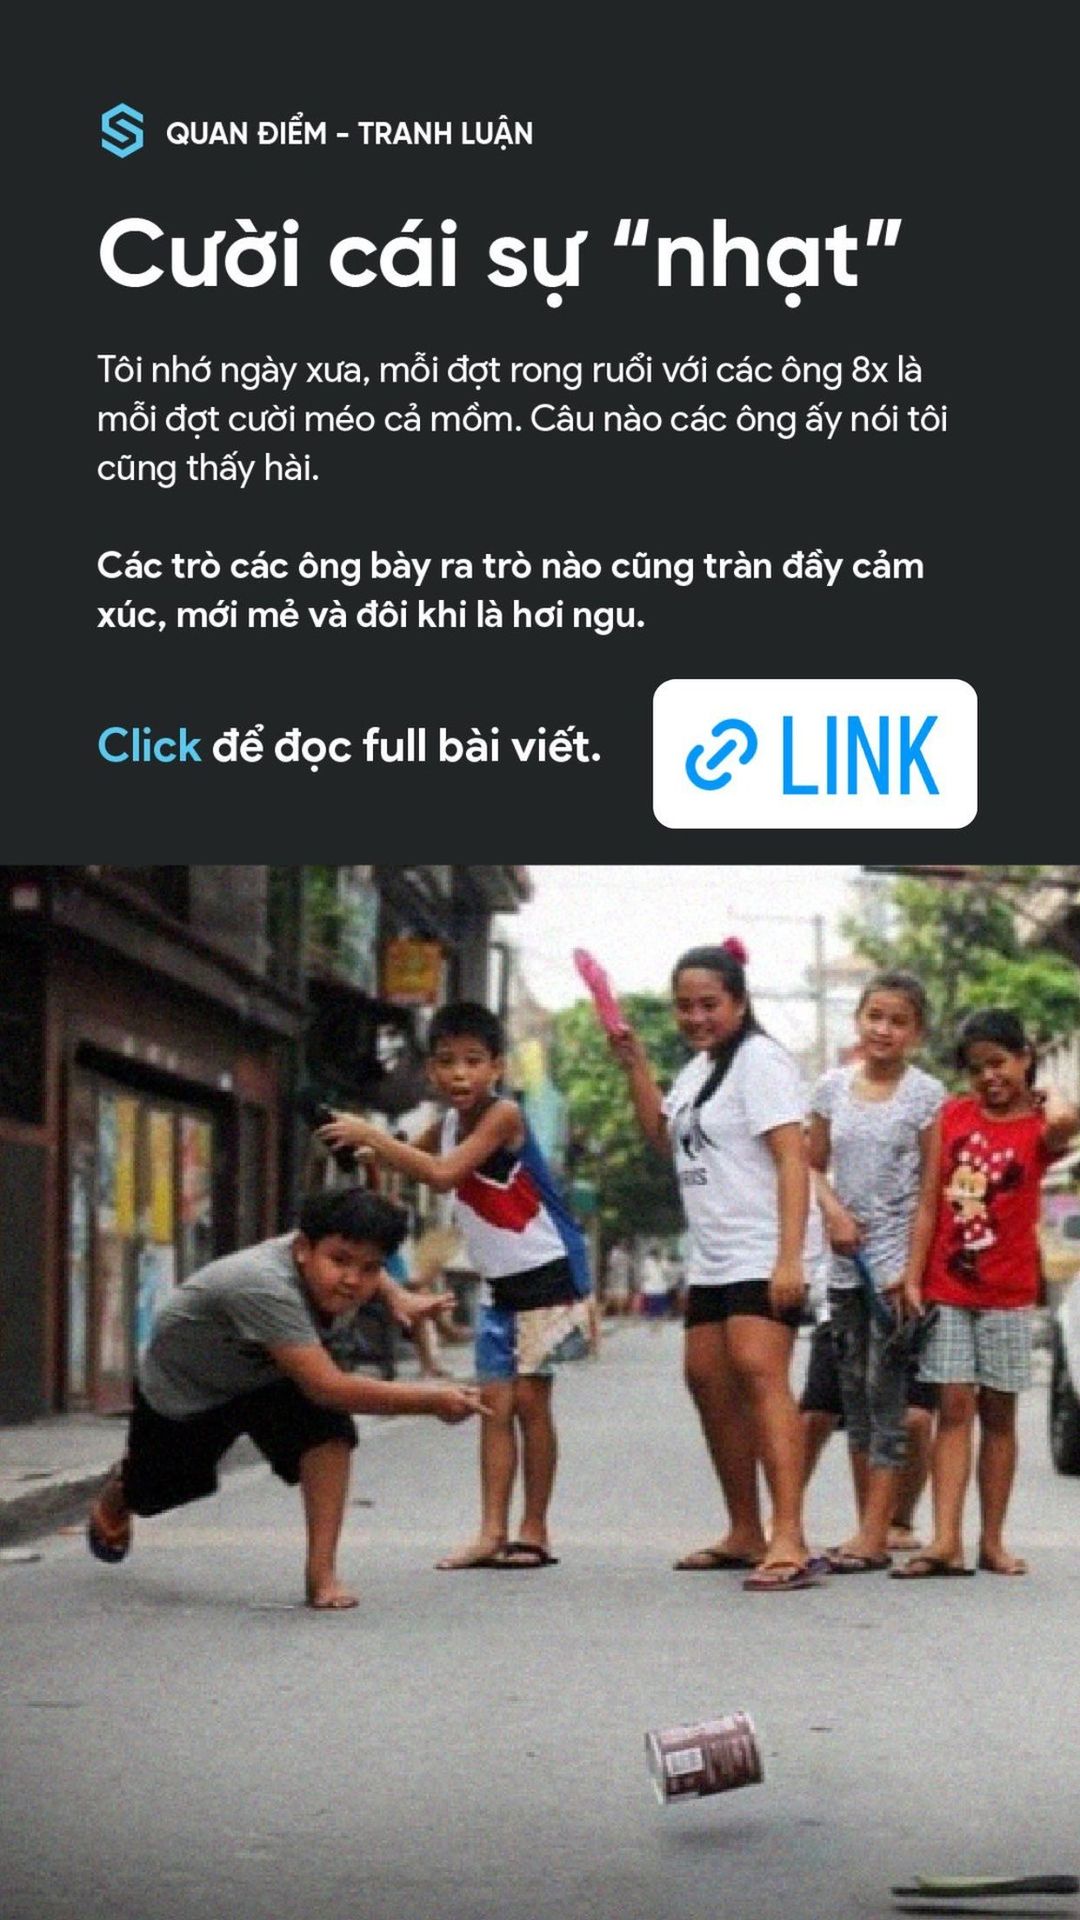 QUAN ĐIỂM - TRANH LUẬN
Cười cái sự “nhạt”
Tôi nhớ ngày xưa, mỗi đợt rong ruổi với các ông 8x là
mỗi đợt cười méo cả mồm. Câu nào các ông ấy nói tôi
cũng thấy hài.
Các trò các ông bày ra trò nào cũng tràn đầy cảm
xúc, mới mẻ và đôi khi là hơi ngu.
Click để đọc full bài viết.
LINK